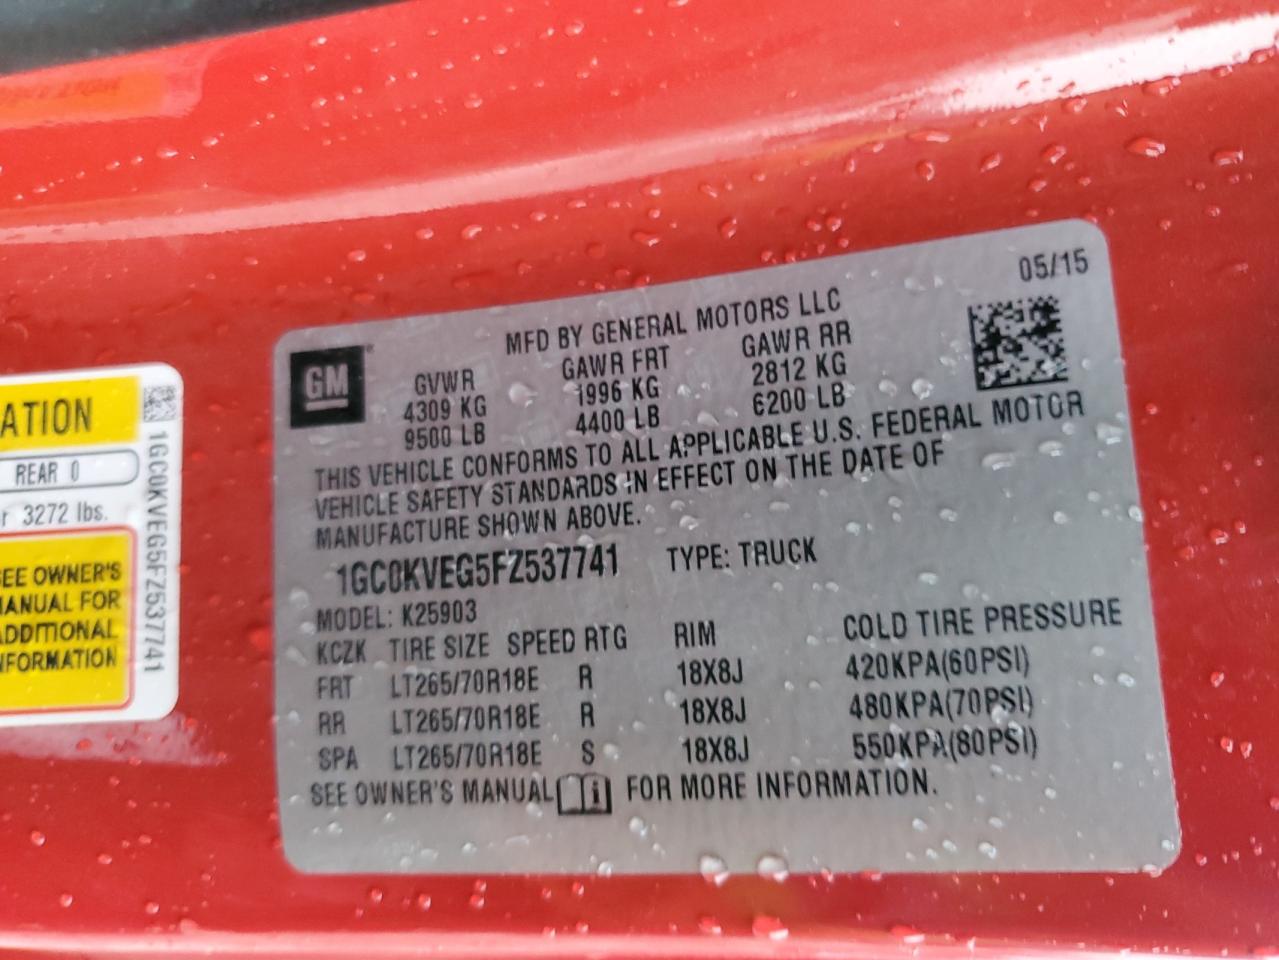 05/15
MFD BY GENERAL MOTORS LLC
GM
GVWR GAWR FRT GAWR RR
4309 KG 1996 KG 2812 KG
9500 LB 4400 LB 6200 LB
THIS VEHICLE CONFORMS TO ALL APPLICABLE U.S. FEDERAL MOTOR
VEHICLE SAFETY STANDARDS IN EFFECT ON THE DATE OF
MANUFACTURE SHOWN ABOVE.
1GC0KVEG5FZ537741 TYPE: TRUCK
MODEL: K25903
KCZK TIRE SIZE SPEED RTG RIM COLD TIRE PRESSURE
FRT LT265/70R18E R 18X8J 420KPA(60PSI)
RR LT265/70R18E R 18X8J 480KPA(70PSI)
SPA LT265/70R18E S 18X8J 550KPA(80PSI)
SEE OWNER'S MANUAL i FOR MORE INFORMATION.
ATION
REAR 0
r 3272 lbs.
SEE OWNER'S
MANUAL FOR
ADDITIONAL
NFORMATION
1GC0KVEG5FZ537741